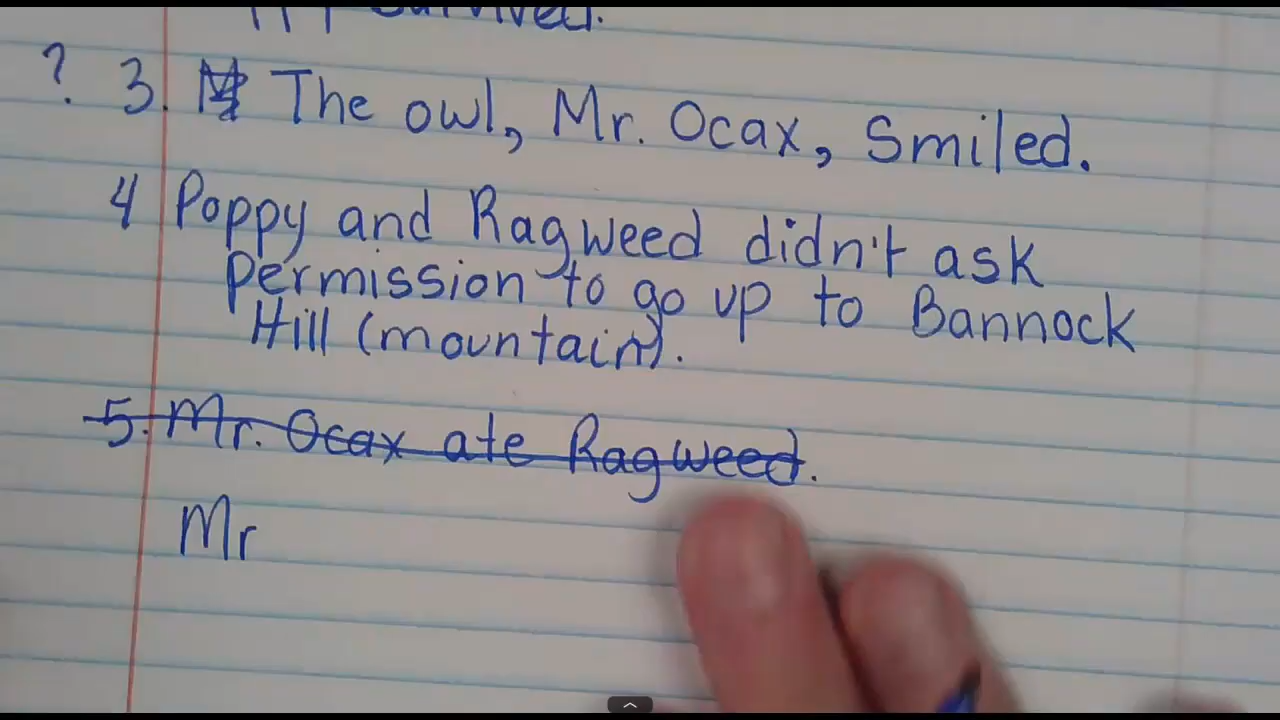 survived.
? 3. The owl, Mr. Ocax, Smiled.
4 Poppy and Ragweed didn't ask
permission to go up to Bannock
Hill (mountain).
5. Mr. Ocax ate Ragweed.
Mr